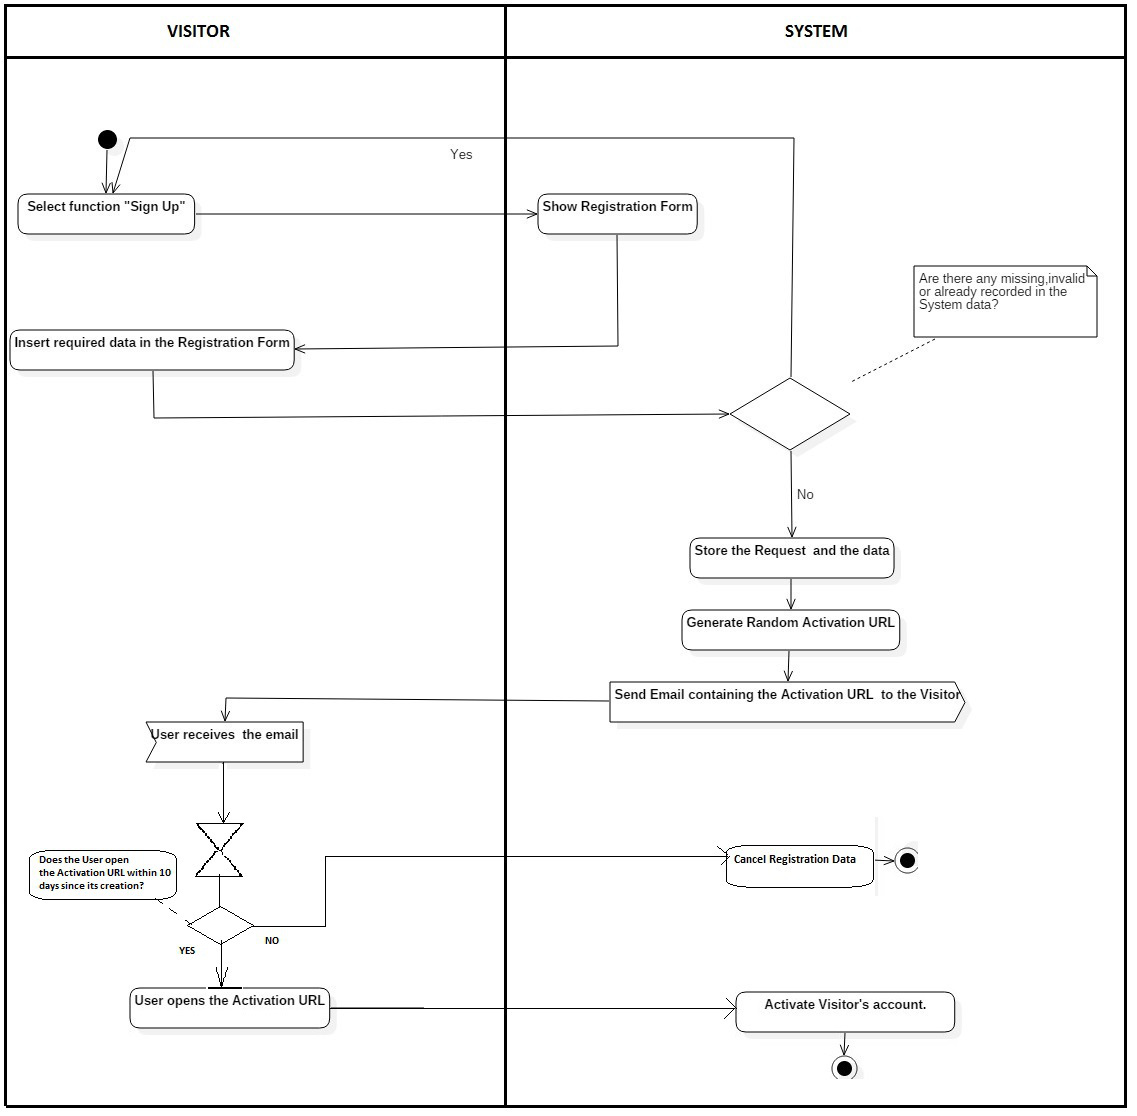 VISITOR
SYSTEM
Yes
Select function "Sign Up"
Show Registration Form
Are there any missing,invalid
or already recorded in the
System data?
Insert required data in the Registration Form
No
Store the Request  and the data
Generate Random Activation URL
Send Email containing the Activation URL  to the Visitor
User receives  the email
Does the User open
the Activation URL within 10
days since its creation?
Cancel Registration Data
NO
YES
User opens the Activation URL
Activate Visitor's account.